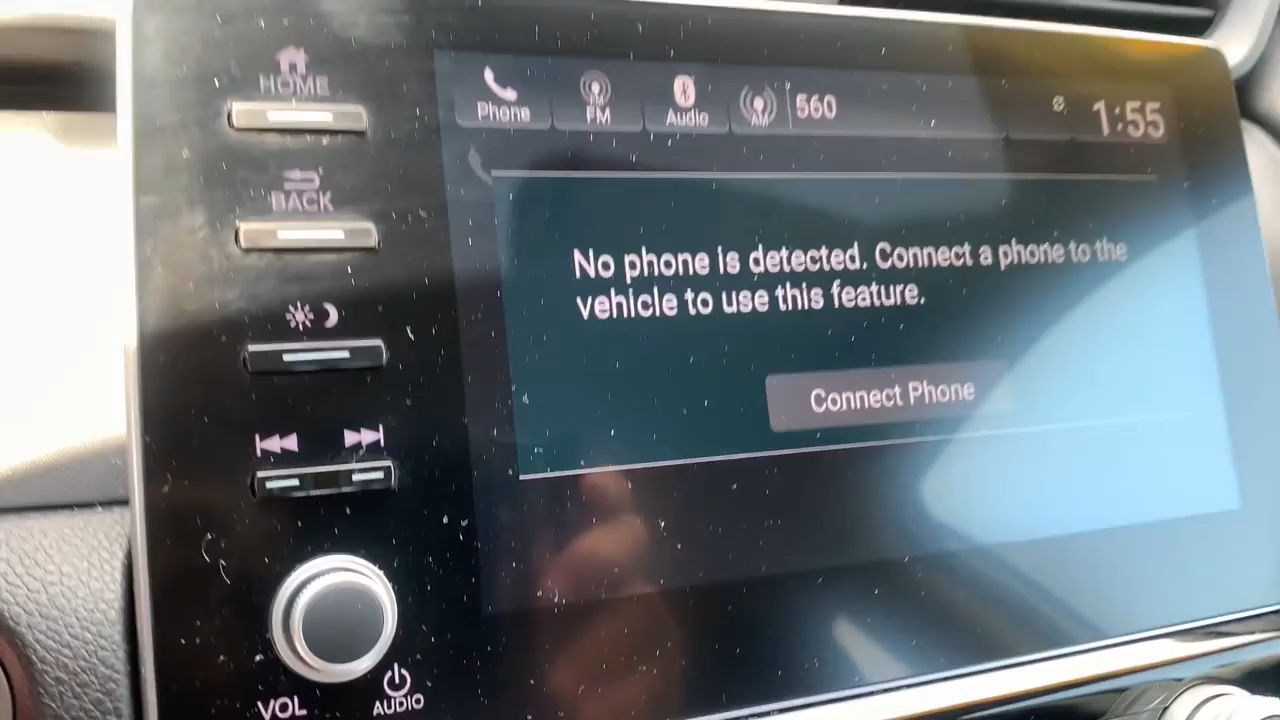 HOME
BACK
VOL
AUDIO
Phone
FM
FM
Audio
AM
560
1:55
No phone is detected. Connect a phone to the
vehicle to use this feature.
Connect Phone